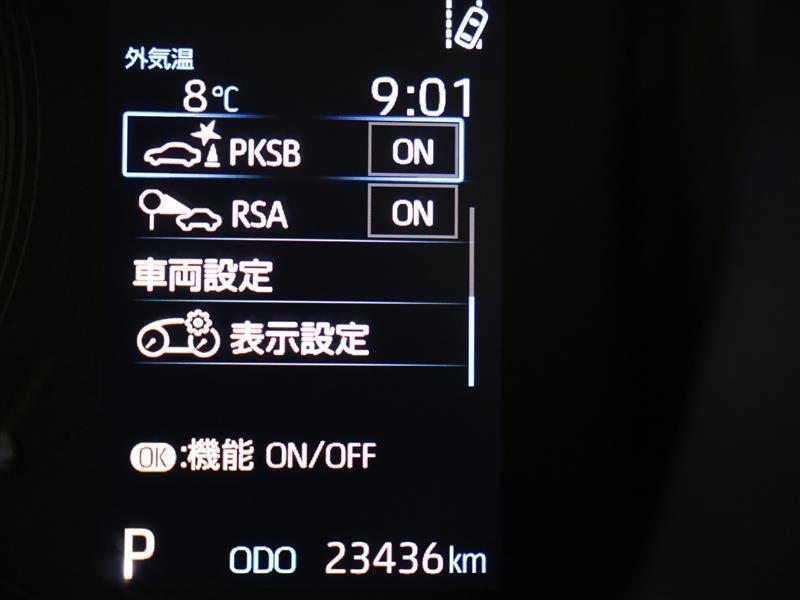 外気温
8℃ 9:01
PKSB ON
RSA ON
車両設定
表示設定
OK:機能 ON/OFF
P ODO 23436km